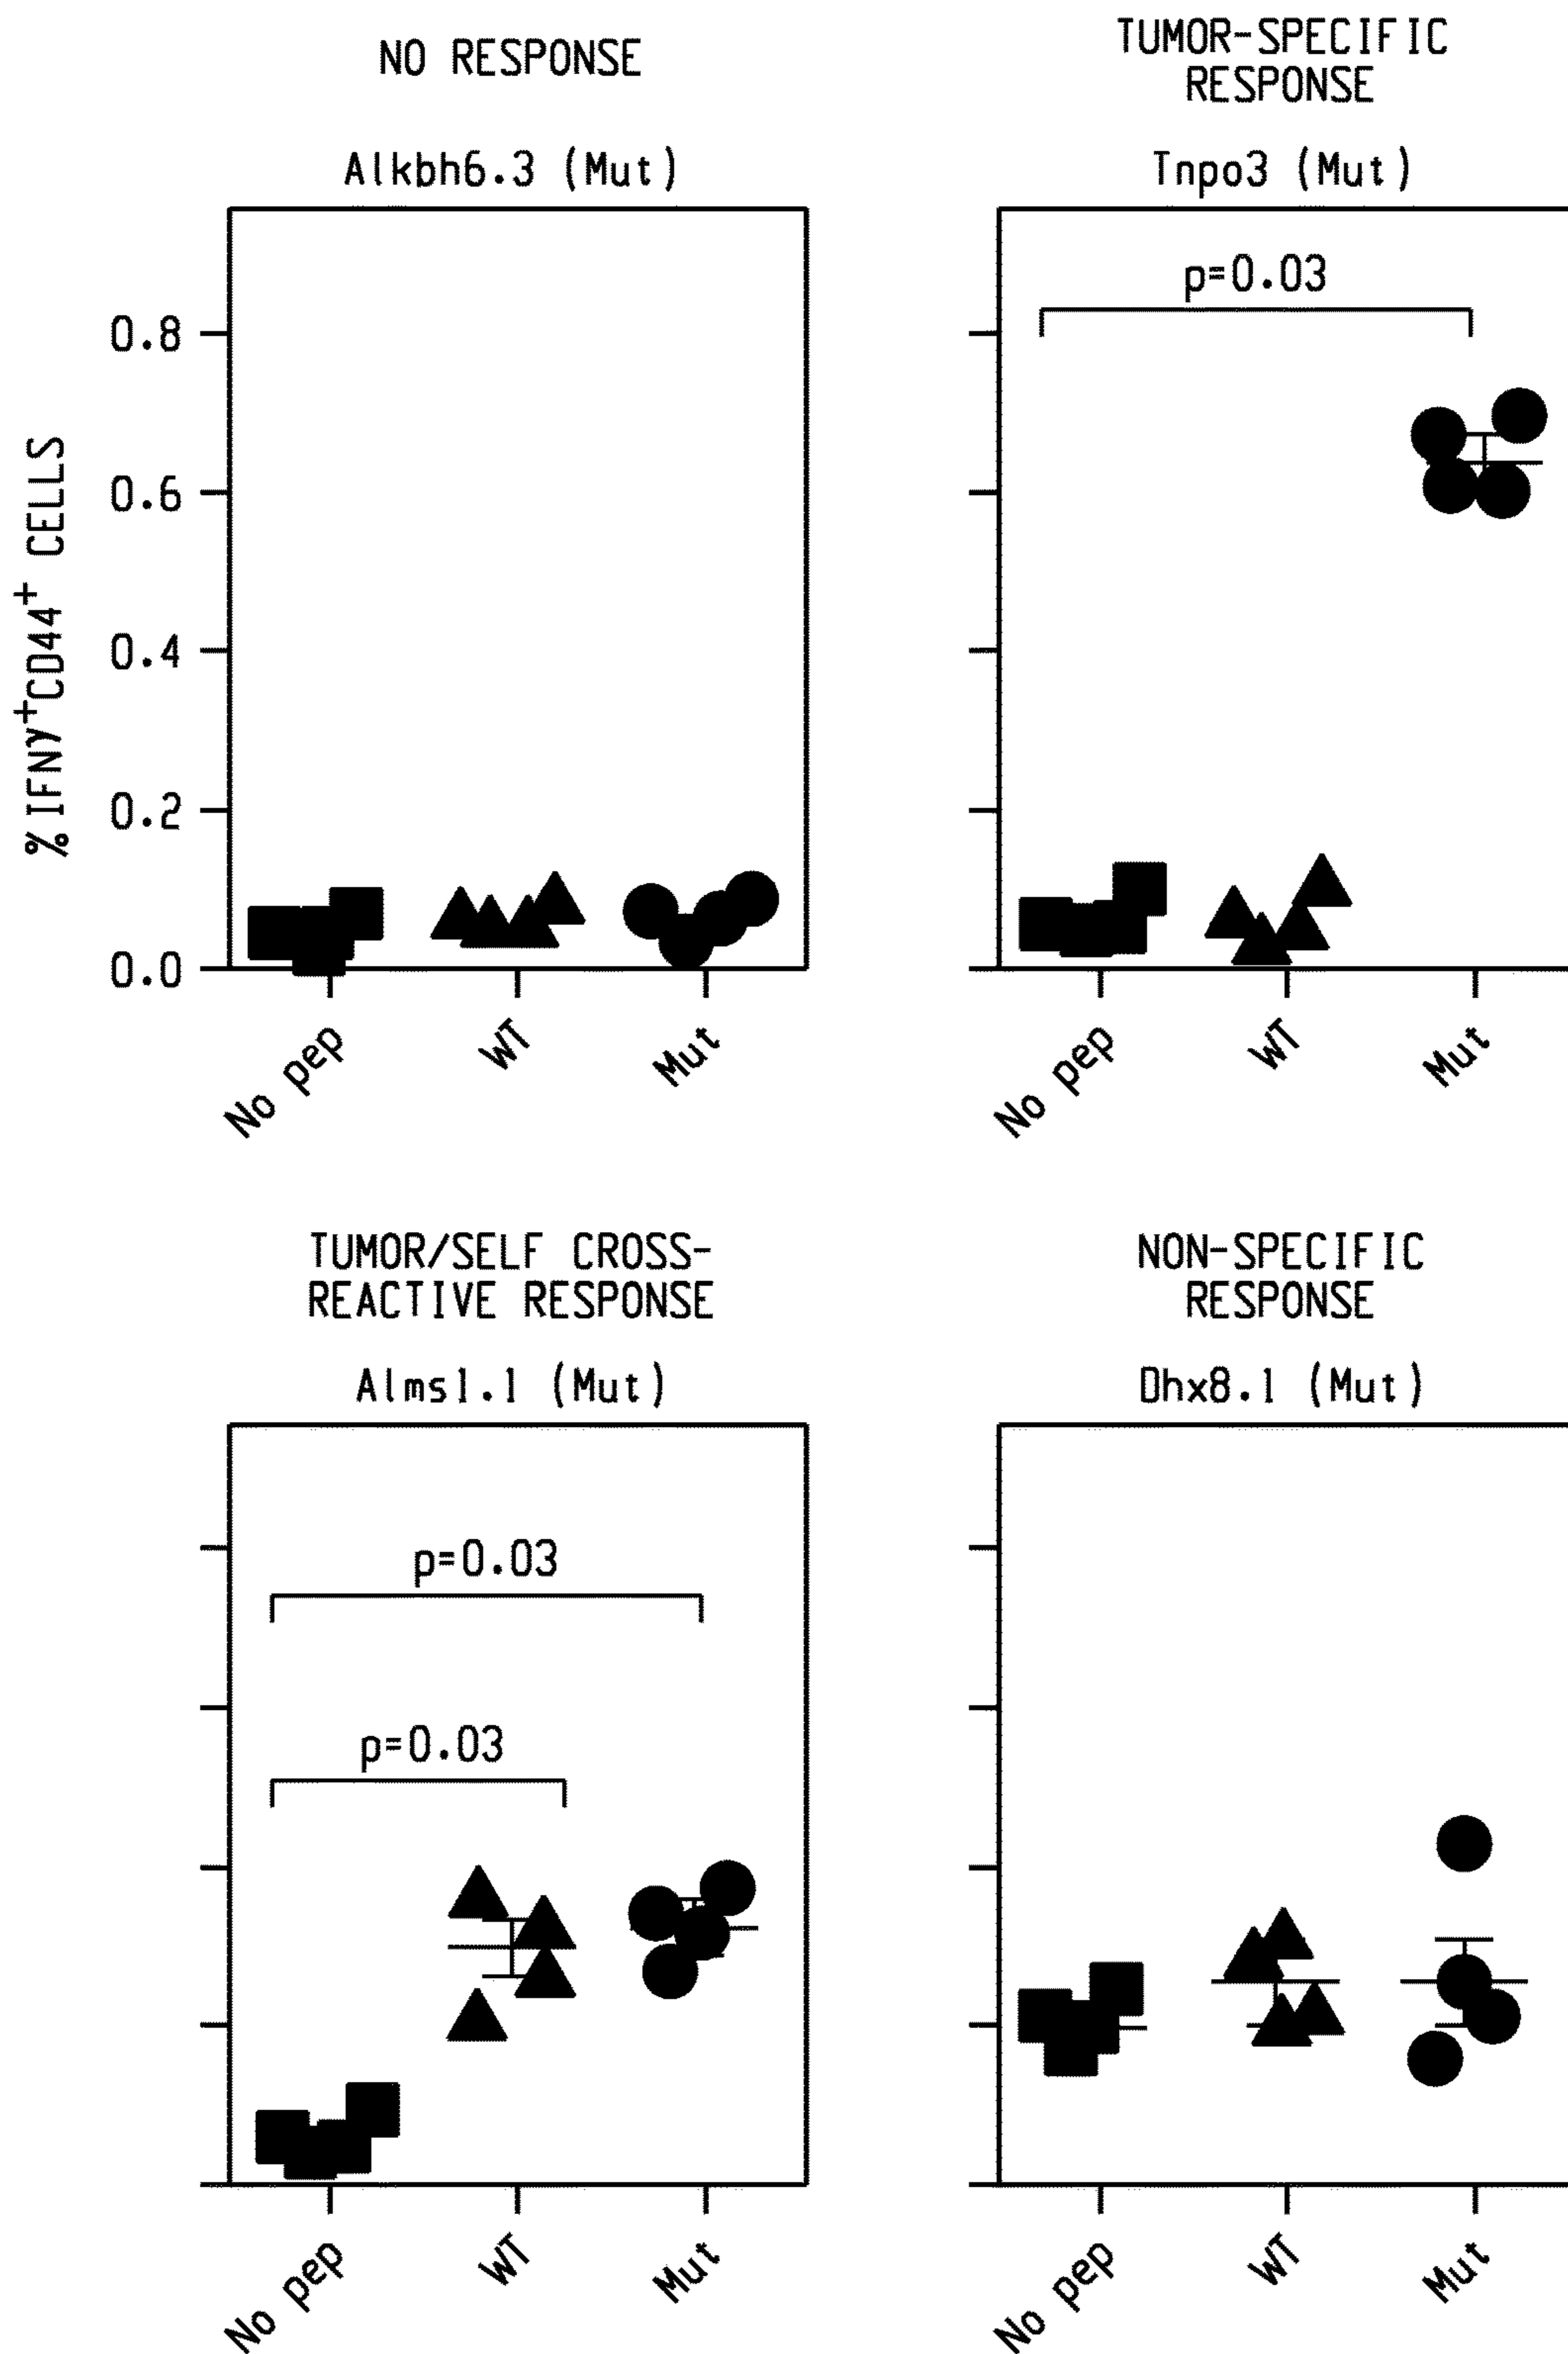 NO RESPONSE
Alkbh6.3 (Mut)
TUMOR-SPECIFIC
RESPONSE
Tnpo3 (Mut)
% IFNγ+CD44+ CELLS
0.8
0.6
0.4
0.2
0.0
No pep
WT
Mut
p=0.03
No pep
WT
Mut
TUMOR/SELF CROSS-
REACTIVE RESPONSE
Alms1.1 (Mut)
p=0.03
p=0.03
No pep
WT
Mut
NON-SPECIFIC
RESPONSE
Dhx8.1 (Mut)
No pep
WT
Mut